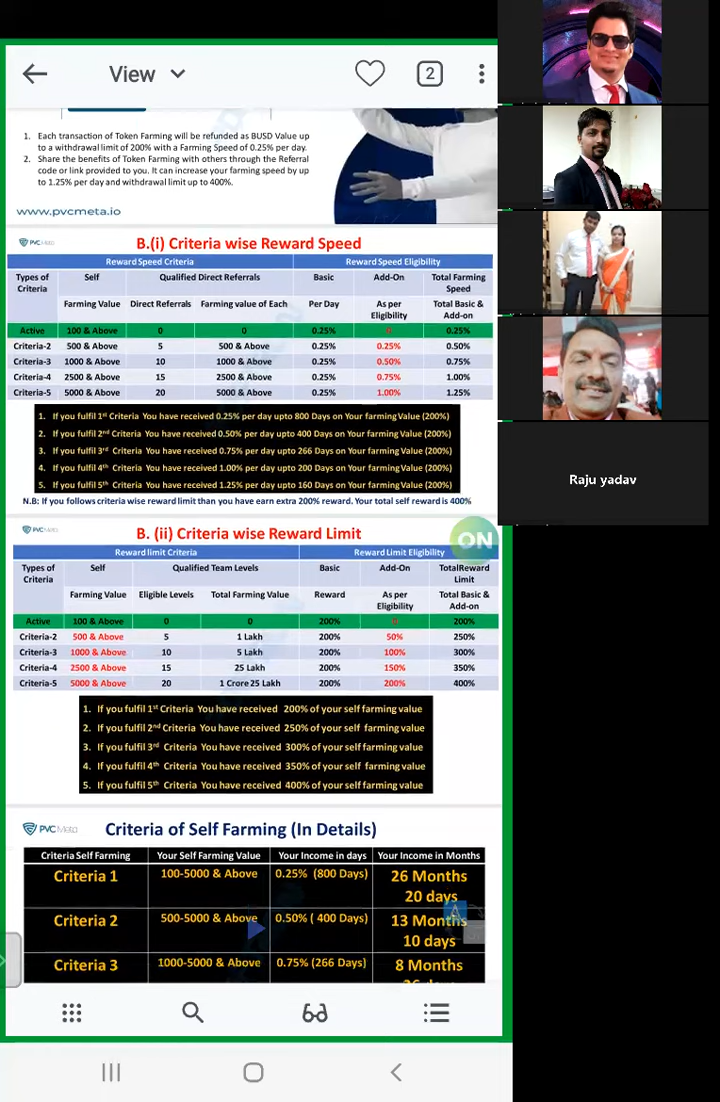 View
2
1. Each transaction of Token Farming will be refunded as BUSD Value up
to a withdrawal limit of 200% with a Farming Speed of 0.25% per day.
2. Share the benefits of Token Farming with others through the Referral
code or link provided to you. It can increase your farming speed by up
to 1.25% per day and withdrawal limit up to 400%.
www.pvcmeta.io
PVC Meta
B.(i) Criteria wise Reward Speed
Reward Speed Criteria Reward Speed Eligibility
Types of Criteria Self Qualified Direct Referrals Basic Add-On Total Farming Speed
Farming Value Direct Referrals Farming value of Each Per Day As per Eligibility Total Basic & Add-on
Active 100 & Above 0 0 0.25% 0 0.25%
Criteria-2 500 & Above 5 500 & Above 0.25% 0.25% 0.50%
Criteria-3 1000 & Above 10 1000 & Above 0.25% 0.50% 0.75%
Criteria-4 2500 & Above 15 2500 & Above 0.25% 0.75% 1.00%
Criteria-5 5000 & Above 20 5000 & Above 0.25% 1.00% 1.25%
1. If you fulfil 1st Criteria You have received 0.25% per day upto 800 Days on Your farming Value (200%)
2. If you fulfil 2nd Criteria You have received 0.50% per day upto 400 Days on Your farming Value (200%)
3. If you fulfil 3rd Criteria You have received 0.75% per day upto 266 Days on Your farming Value (200%)
4. If you fulfil 4th Criteria You have received 1.00% per day upto 200 Days on Your farming Value (200%)
5. If you fulfil 5th Criteria You have received 1.25% per day upto 160 Days on Your farming Value (200%)
N.B: If you follows criteria wise reward limit than you have earn extra 200% reward. Your total self reward is 400%
PVC Meta
B. (ii) Criteria wise Reward Limit
ON
Reward limit Criteria Reward Limit Eligibility
Types of Criteria Self Qualified Team Levels Basic Add-On TotalReward Limit
Farming Value Eligible Levels Total Farming Value Reward As per Eligibility Total Basic & Add-on
Active 100 & Above 0 0 200% 0 200%
Criteria-2 500 & Above 5 1 Lakh 200% 50% 250%
Criteria-3 1000 & Above 10 5 Lakh 200% 100% 300%
Criteria-4 2500 & Above 15 25 Lakh 200% 150% 350%
Criteria-5 5000 & Above 20 1 Crore 25 Lakh 200% 200% 400%
1. If you fulfil 1st Criteria You have received 200% of your self farming value
2. If you fulfil 2nd Criteria You have received 250% of your self farming value
3. If you fulfil 3rd Criteria You have received 300% of your self farming value
4. If you fulfil 4th Criteria You have received 350% of your self farming value
5. If you fulfil 5th Criteria You have received 400% of your self farming value
PVC Meta
Criteria of Self Farming (In Details)
Criteria Self Farming Your Self Farming Value Your Income in days Your Income in Months
Criteria 1 100-5000 & Above 0.25% (800 Days) 26 Months 20 days
Criteria 2 500-5000 & Above 0.50% ( 400 Days) 13 Months 10 days
Criteria 3 1000-5000 & Above 0.75% (266 Days) 8 Months
Raju yadav